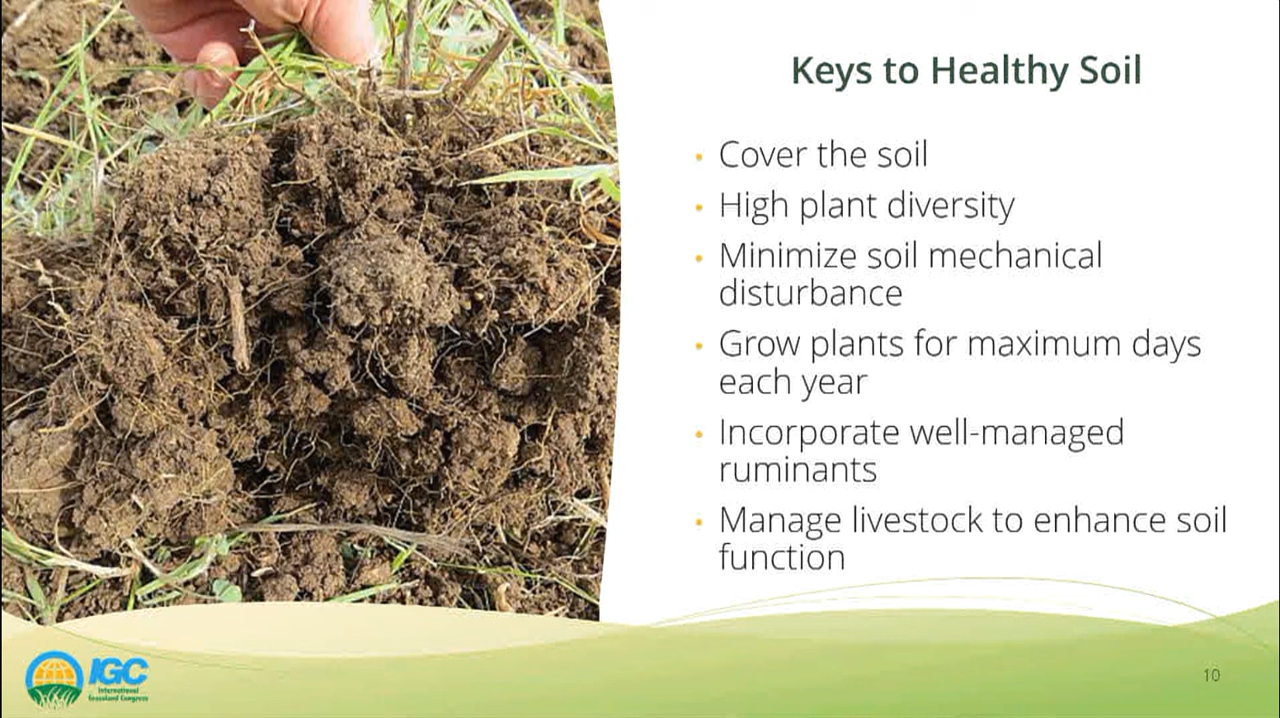 Keys to Healthy Soil
• Cover the soil
• High plant diversity
• Minimize soil mechanical
disturbance
• Grow plants for maximum days
each year
• Incorporate well-managed
ruminants
• Manage livestock to enhance soil
function
IGC
International
Grassland Congress
10